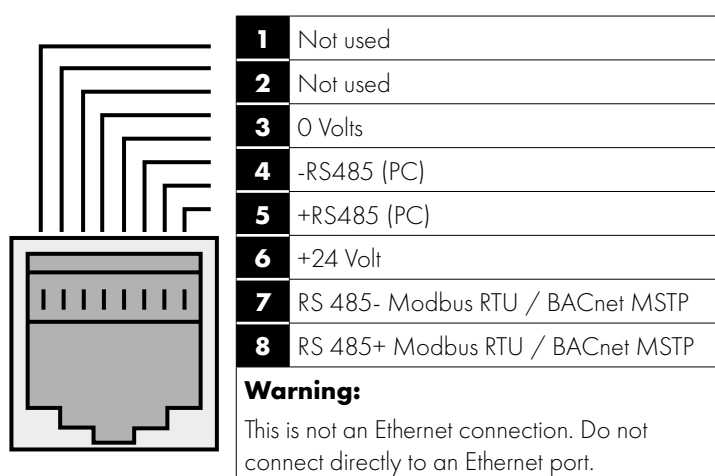 1 Not used
2 Not used
3 0 Volts
4 -RS485 (PC)
5 +RS485 (PC)
6 +24 Volt
7 RS 485- Modbus RTU / BACnet MSTP
8 RS 485+ Modbus RTU / BACnet MSTP
Warning:
This is not an Ethernet connection. Do not
connect directly to an Ethernet port.